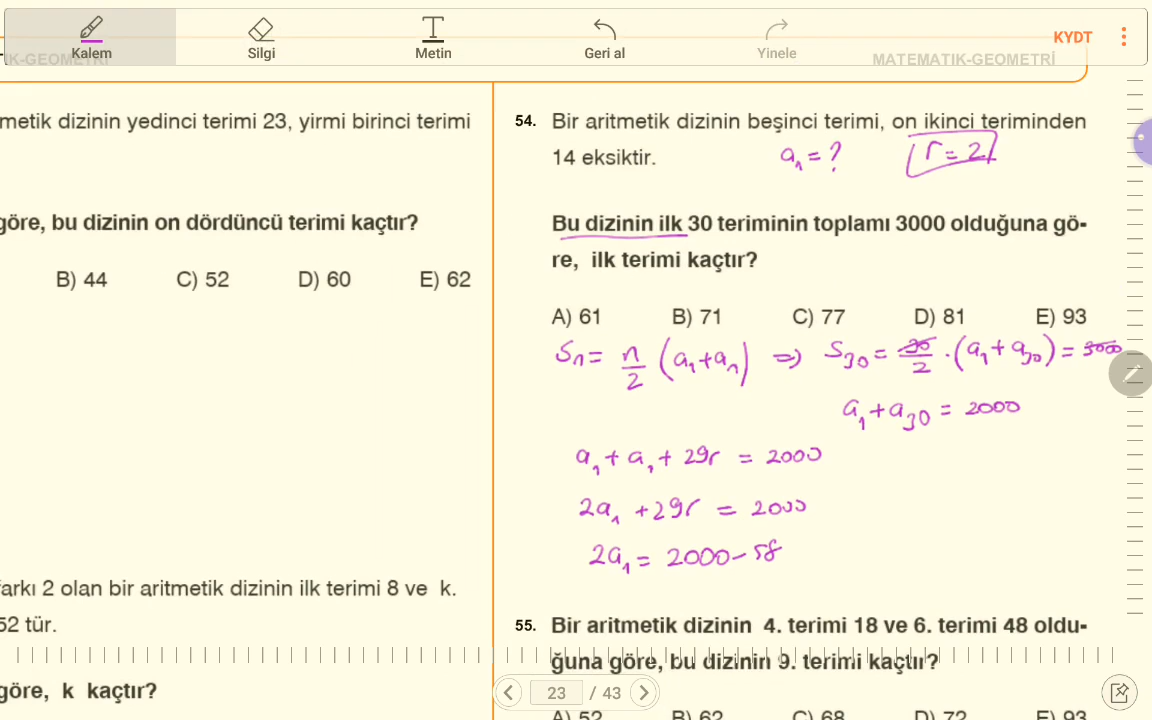 Kalem
Silgi
Metin
Geri al
Yinele
KYDT
MATEMATİK-GEOMETRİ
metik dizinin yedinci terimi 23, yirmi birinci terimi
göre, bu dizinin on dördüncü terimi kaçtır?
B) 44 C) 52 D) 60 E) 62
farkı 2 olan bir aritmetik dizinin ilk terimi 8 ve k.
52 tür.
göre, k kaçtır?
54. Bir aritmetik dizinin beşinci terimi, on ikinci teriminden
14 eksiktir.
a₁ = ? r = 2
Bu dizinin ilk 30 teriminin toplamı 3000 olduğuna gö-
re, ilk terimi kaçtır?
A) 61 B) 71 C) 77 D) 81 E) 93
Sn = n/2 (a₁+an) ⇒ S30 = 30/2 . (a₁+a30) = 3000
a₁+a30 = 2000
a₁ + a₁ + 29r = 2000
2a₁ + 29r = 2000
2a₁ = 2000 - 58
55. Bir aritmetik dizinin 4. terimi 18 ve 6. terimi 48 oldu-
ğuna göre, bu dizinin 9. terimi kaçtır?
A) 52 B) 62 C) 68 D) 72 E) 93
23 / 43